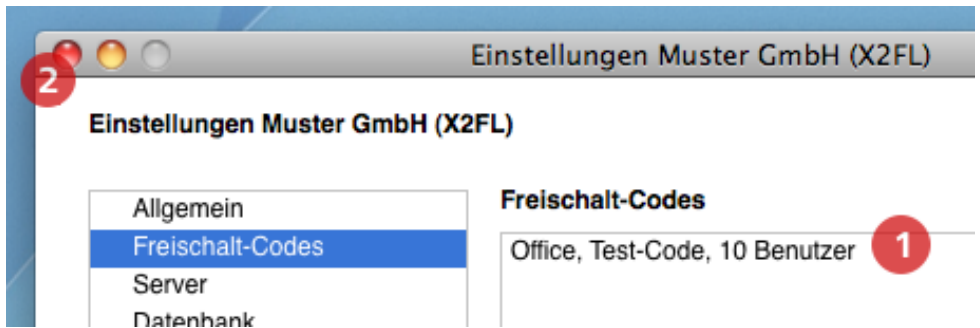 Einstellungen Muster GmbH (X2FL)
2
Einstellungen Muster GmbH (X2FL)
Allgemein
Freischalt-Codes
Server
Datenbank
Freischalt-Codes
Office, Test-Code, 10 Benutzer 1